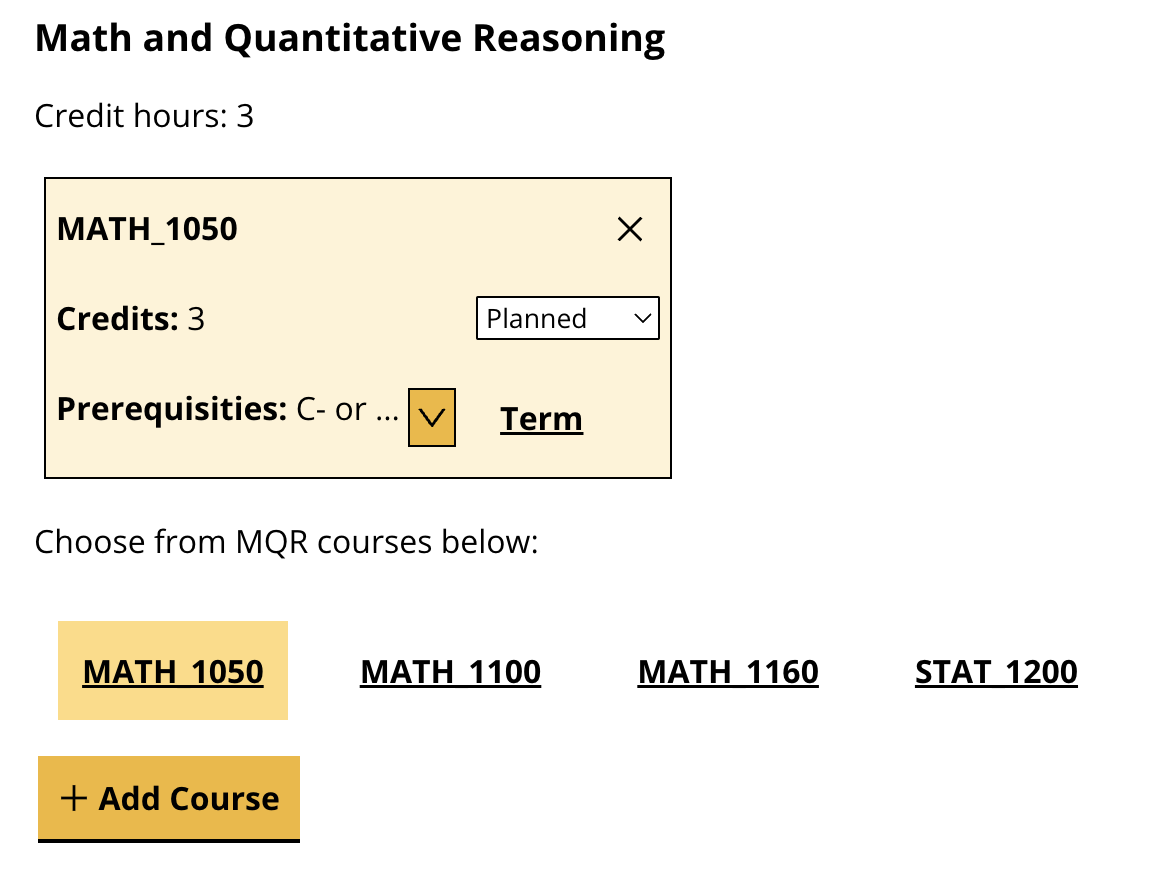 Math and Quantitative Reasoning
Credit hours: 3
MATH_1050
Credits: 3
Planned
Prerequisities: C- or ...
Term
Choose from MQR courses below:
MATH_1050 MATH_1100 MATH_1160 STAT_1200
+ Add Course